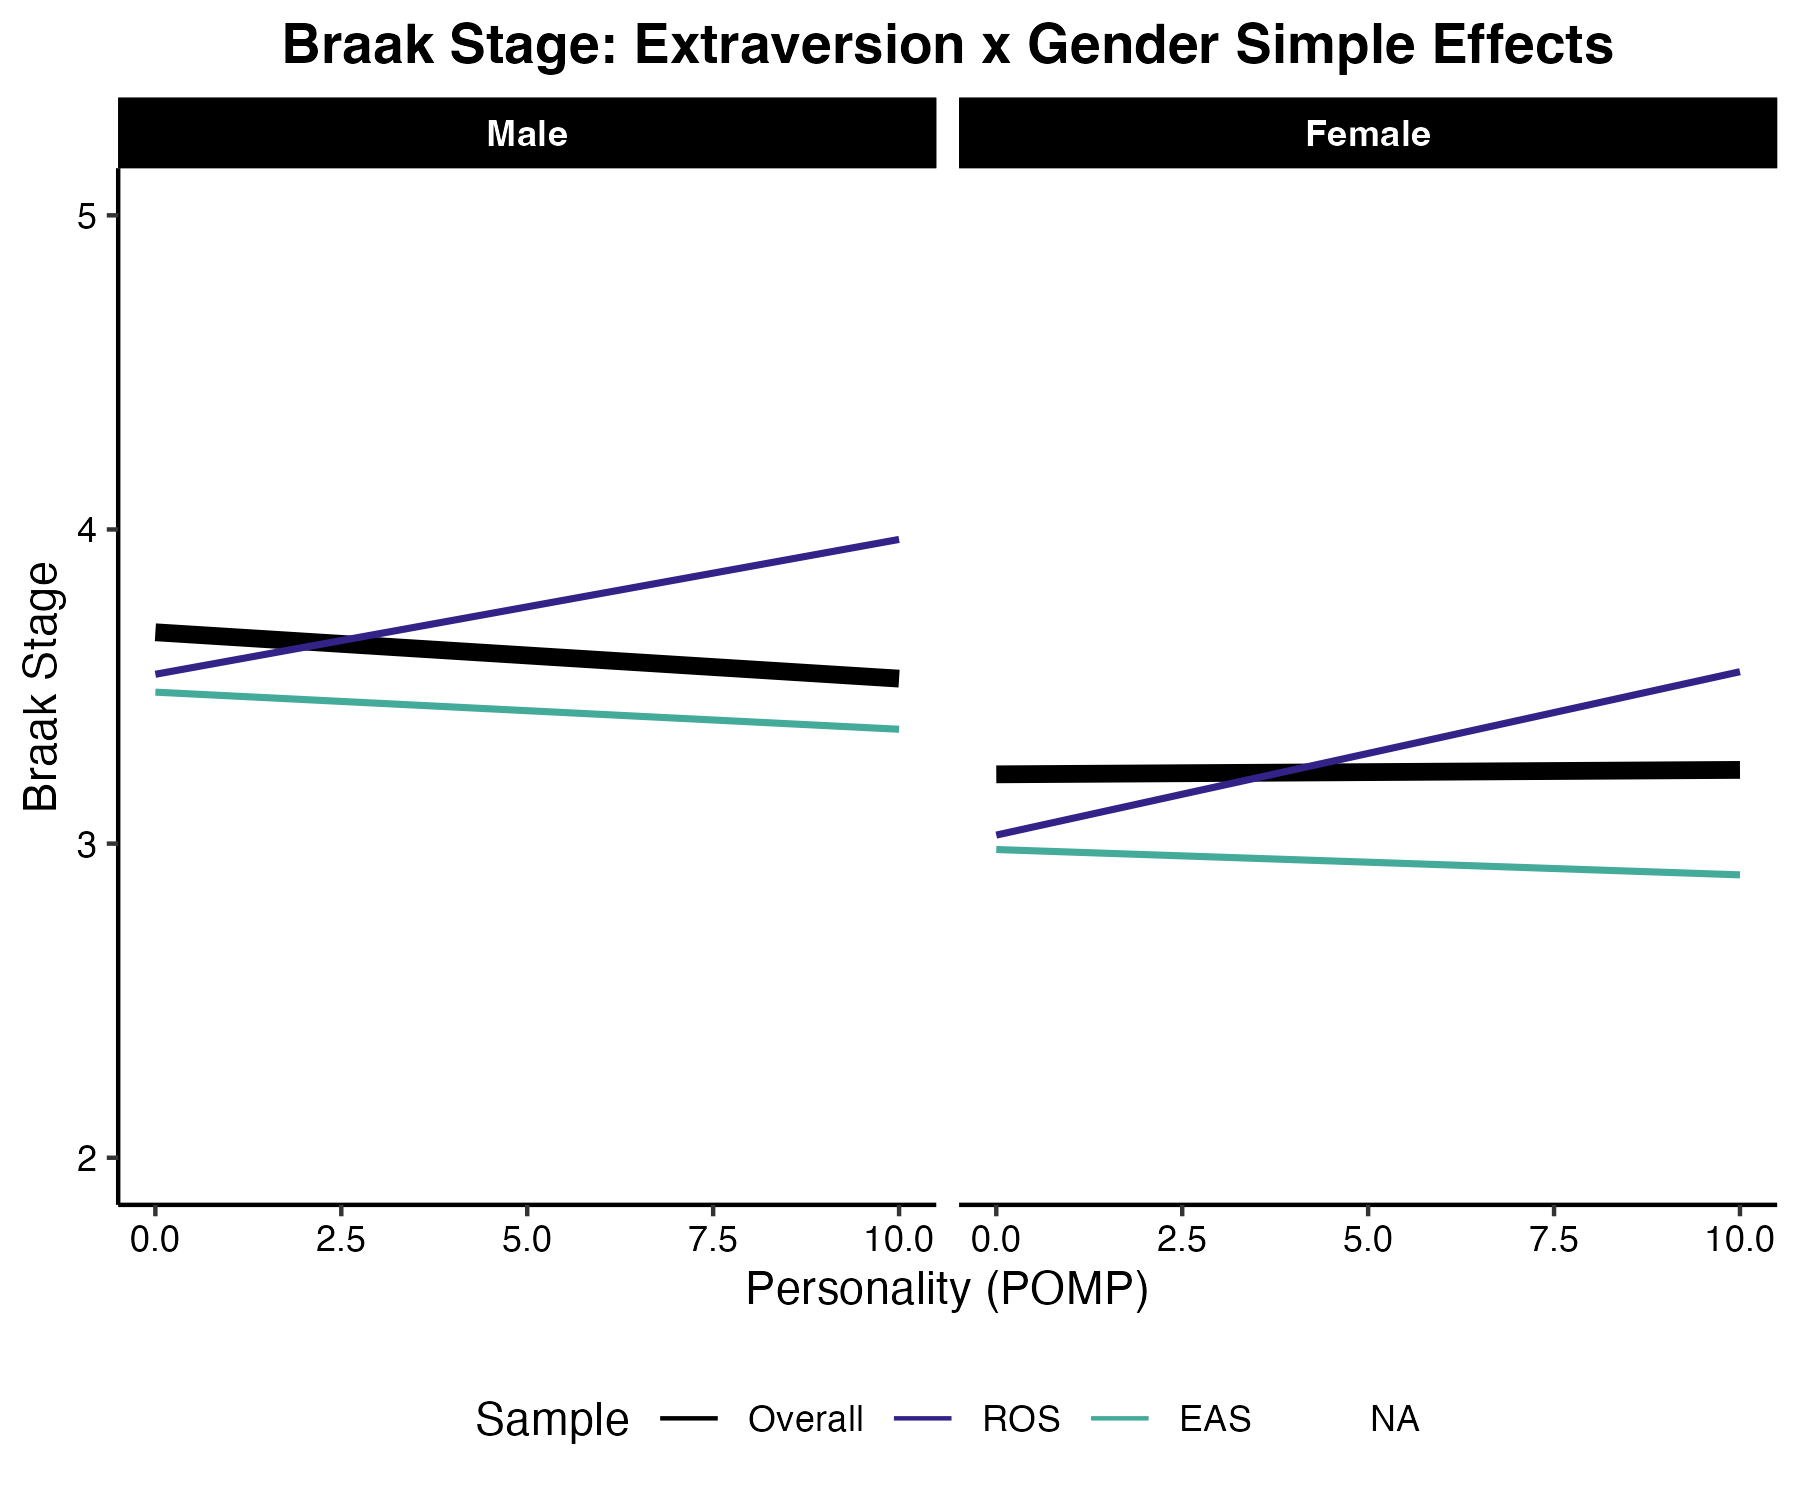 Braak Stage: Extraversion x Gender Simple Effects
Male
Female
Braak Stage
5
4
3
2
0.0 2.5 5.0 7.5 10.0
0.0 2.5 5.0 7.5 10.0
Personality (POMP)
Sample Overall ROS EAS NA